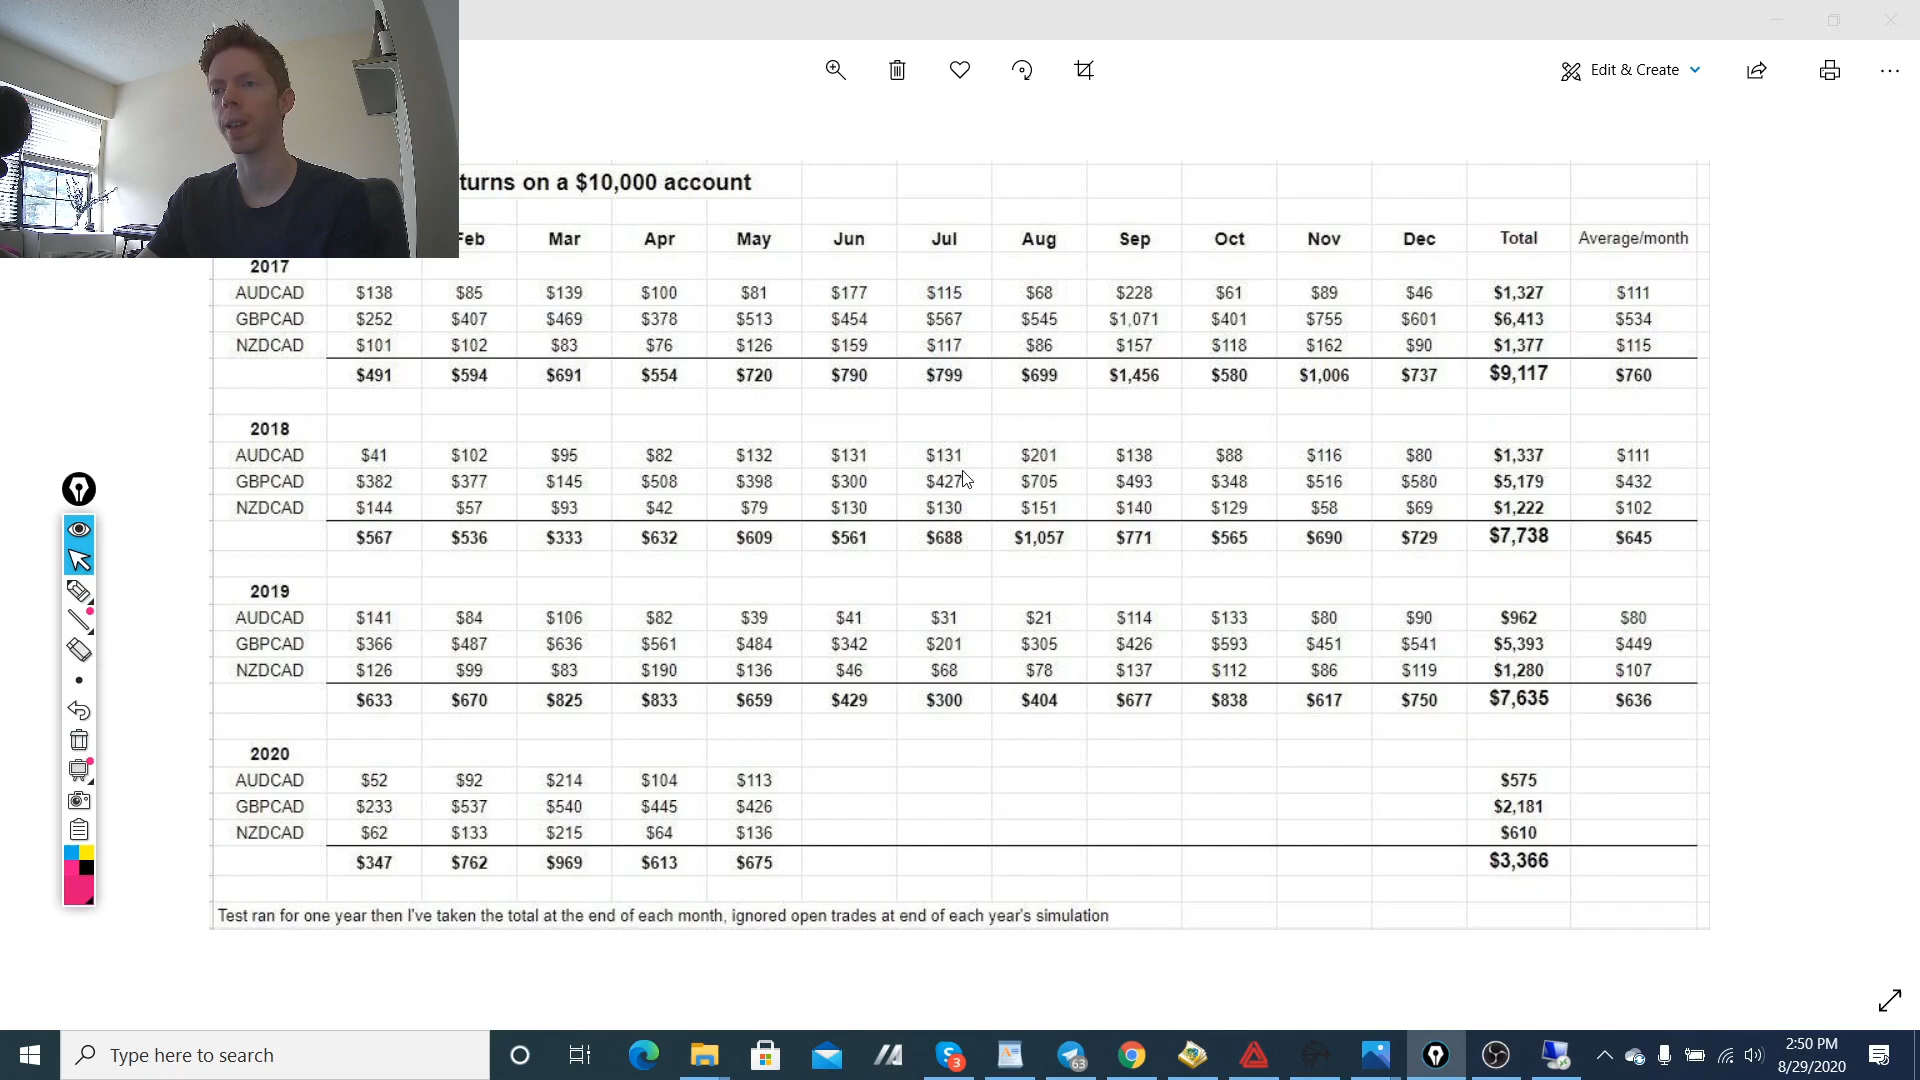 Edit & Create
turns on a $10,000 account
Feb Mar Apr May Jun Jul Aug Sep Oct Nov Dec Total Average/month
2017
AUDCAD $138 $85 $139 $100 $81 $177 $115 $68 $228 $61 $89 $46 $1,327 $111
GBPCAD $252 $407 $469 $378 $513 $454 $567 $545 $1,071 $401 $755 $601 $6,413 $534
NZDCAD $101 $102 $83 $76 $126 $159 $117 $86 $157 $118 $162 $90 $1,377 $115
$491 $594 $691 $554 $720 $790 $799 $699 $1,456 $580 $1,006 $737 $9,117 $760
2018
AUDCAD $41 $102 $95 $82 $132 $131 $131 $201 $138 $88 $116 $80 $1,337 $111
GBPCAD $382 $377 $145 $508 $398 $300 $427 $705 $493 $348 $516 $580 $5,179 $432
NZDCAD $144 $57 $93 $42 $79 $130 $130 $151 $140 $129 $58 $69 $1,222 $102
$567 $536 $333 $632 $609 $561 $688 $1,057 $771 $565 $690 $729 $7,738 $645
2019
AUDCAD $141 $84 $106 $82 $39 $41 $31 $21 $114 $133 $80 $90 $962 $80
GBPCAD $366 $487 $636 $561 $484 $342 $201 $305 $426 $593 $451 $541 $5,393 $449
NZDCAD $126 $99 $83 $190 $136 $46 $68 $78 $137 $112 $86 $119 $1,280 $107
$633 $670 $825 $833 $659 $429 $300 $404 $677 $838 $617 $750 $7,635 $636
2020
AUDCAD $52 $92 $214 $104 $113 $575
GBPCAD $233 $537 $540 $445 $426 $2,181
NZDCAD $62 $133 $215 $64 $136 $610
$347 $762 $969 $613 $675 $3,366
Test ran for one year then I've taken the total at the end of each month, ignored open trades at end of each year's simulation
Type here to search
3
63
2:50 PM
8/29/2020